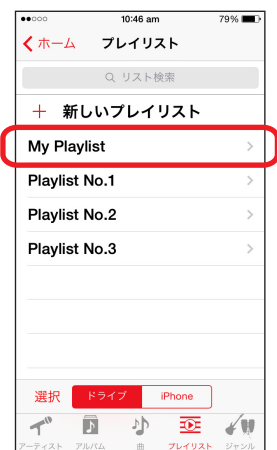 10:46 am 79%
ホーム プレイリスト
リスト検索
＋ 新しいプレイリスト
My Playlist
Playlist No.1
Playlist No.2
Playlist No.3
選択 ドライブ iPhone
アーティスト アルバム 曲 プレイリスト ジャンル